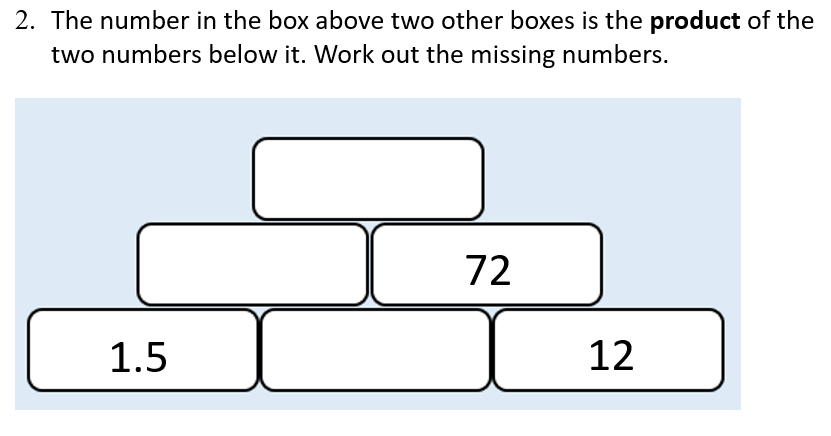 2. The number in the box above two other boxes is the product of the
two numbers below it. Work out the missing numbers.
72
1.5
12